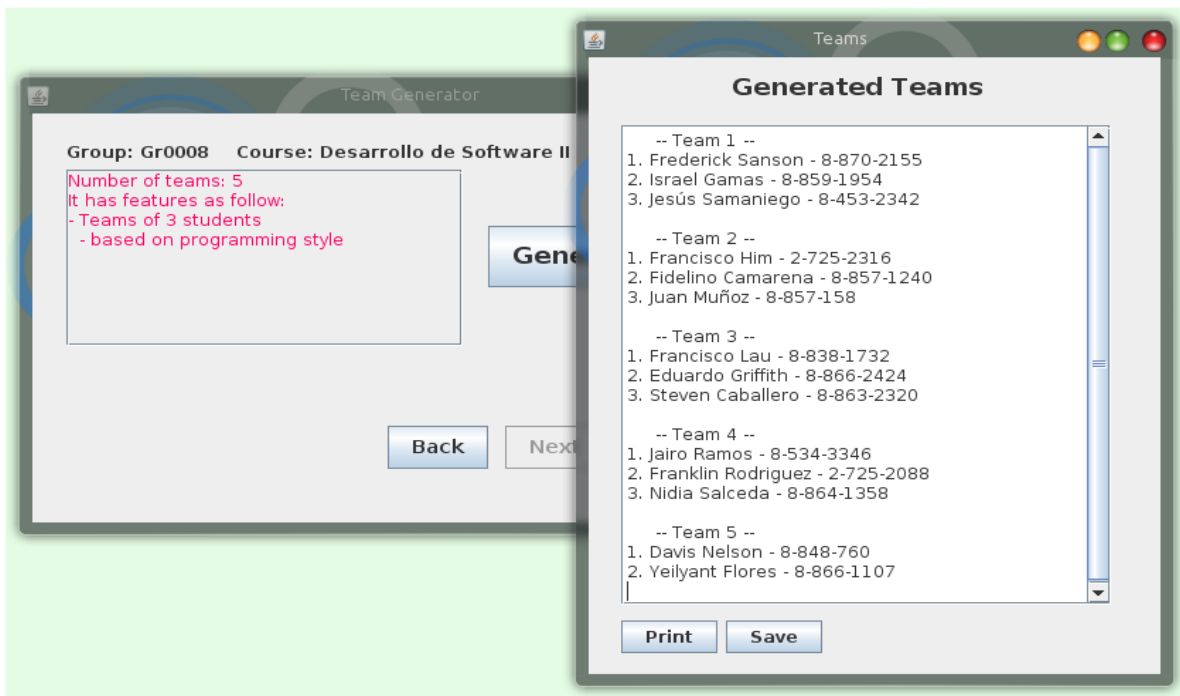 Team Generator
Group: Gr0008 Course: Desarrollo de Software II
Number of teams: 5
It has features as follow:
- Teams of 3 students
- based on programming style
Back
Teams
Generated Teams
-- Team 1 --
1. Frederick Sanson - 8-870-2155
2. Israel Gamas - 8-859-1954
3. Jesús Samaniego - 8-453-2342
-- Team 2 --
1. Francisco Him - 2-725-2316
2. Fidelino Camarena - 8-857-1240
3. Juan Muñoz - 8-857-158
-- Team 3 --
1. Francisco Lau - 8-838-1732
2. Eduardo Griffith - 8-866-2424
3. Steven Caballero - 8-863-2320
-- Team 4 --
1. Jairo Ramos - 8-534-3346
2. Franklin Rodriguez - 2-725-2088
3. Nidia Salceda - 8-864-1358
-- Team 5 --
1. Davis Nelson - 8-848-760
2. Yeilyant Flores - 8-866-1107
Print Save